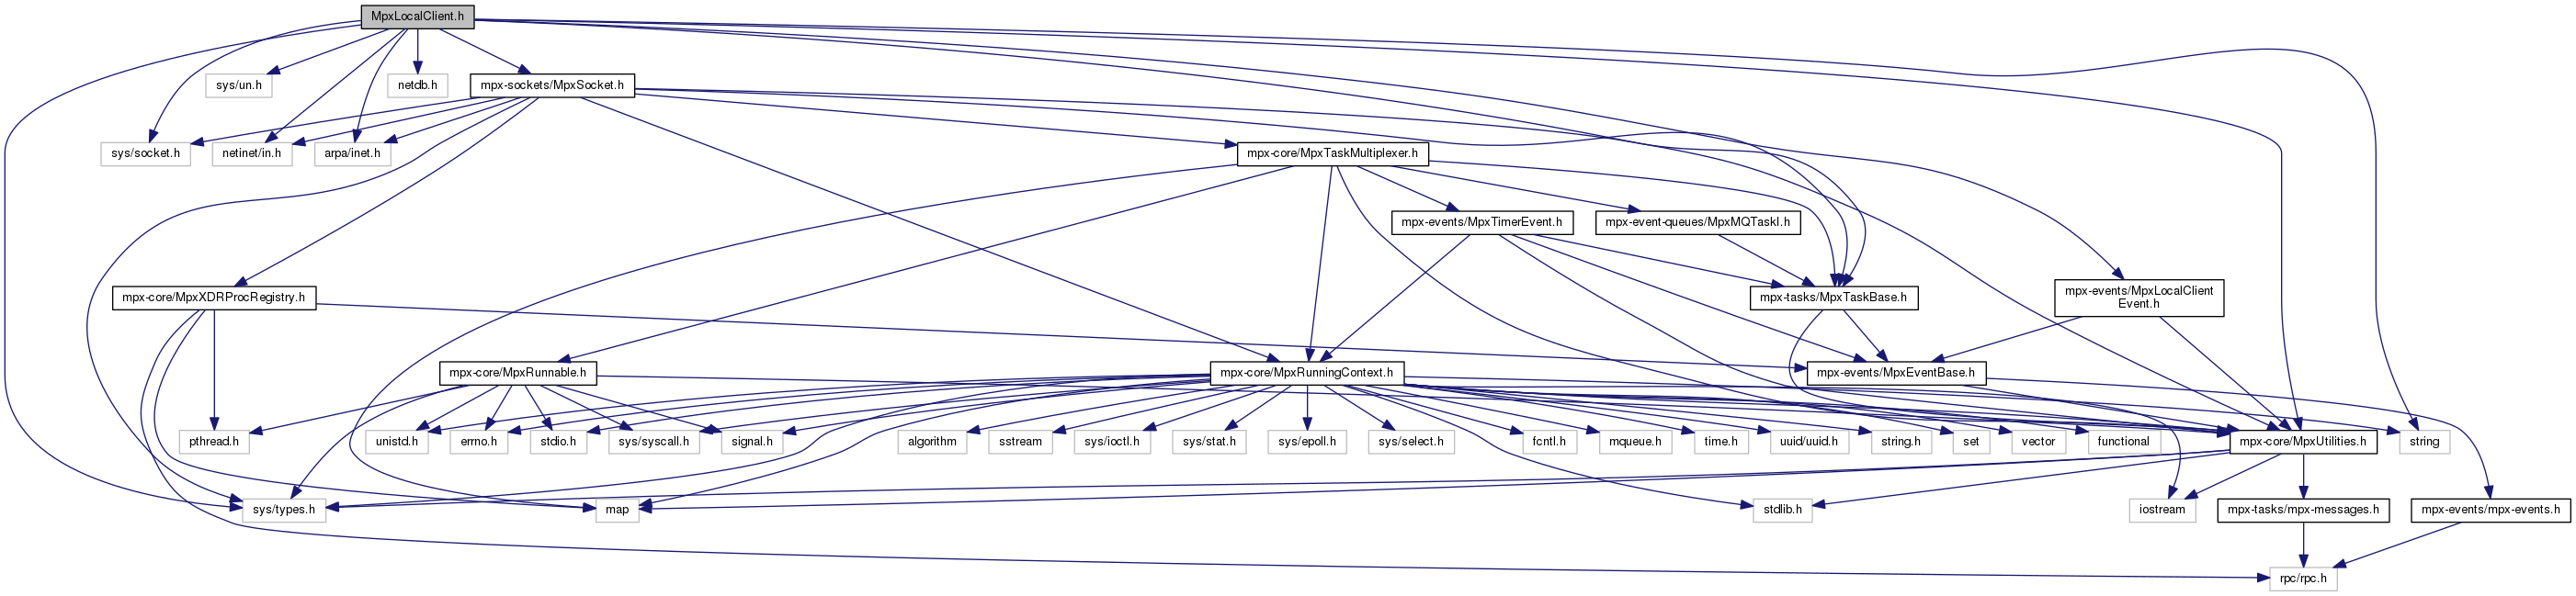 MpxLocalClient.h
sys/un.h
netdb.h
mpx-sockets/MpxSocket.h
sys/socket.h
netinet/in.h
arpa/inet.h
mpx-core/MpxTaskMultiplexer.h
mpx-events/MpxTimerEvent.h
mpx-event-queues/MpxMQTaskI.h
mpx-core/MpxXDRProcRegistry.h
mpx-tasks/MpxTaskBase.h
mpx-events/MpxLocalClient
Event.h
mpx-core/MpxRunnable.h
mpx-core/MpxRunningContext.h
mpx-events/MpxEventBase.h
pthread.h
unistd.h
errno.h
stdio.h
sys/syscall.h
signal.h
algorithm
sstream
sys/ioctl.h
sys/stat.h
sys/epoll.h
sys/select.h
fcntl.h
mqueue.h
time.h
uuid/uuid.h
string.h
set
vector
functional
mpx-core/MpxUtilities.h
string
sys/types.h
map
stdlib.h
iostream
mpx-tasks/mpx-messages.h
mpx-events/mpx-events.h
rpc/rpc.h